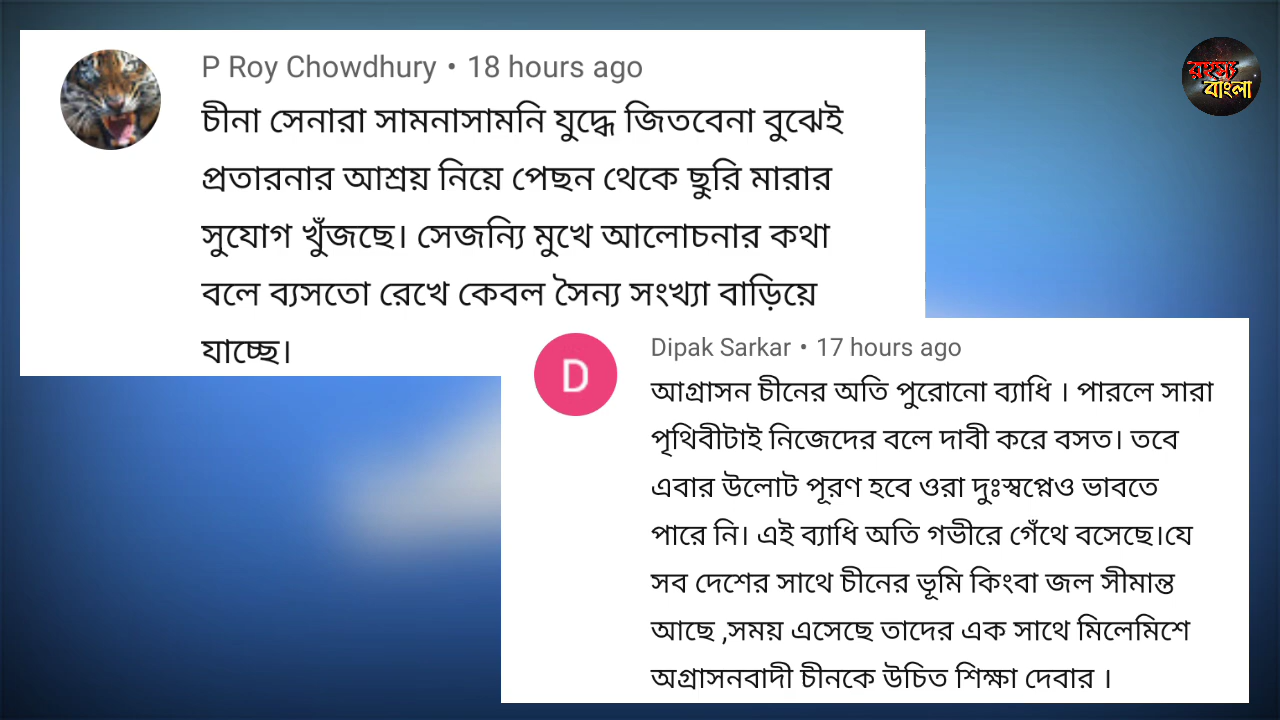 P Roy Chowdhury • 18 hours ago
চীনা সেনারা সামনাসামনি যুদ্ধে জিতবেনা বুঝেই
প্রতারনার আশ্রয় নিয়ে পেছন থেকে ছুরি মারার
সুযোগ খুঁজছে। সেজন্যি মুখে আলোচনার কথা
বলে ব্যসতো রেখে কেবল সৈন্য সংখ্যা বাড়িয়ে
যাচ্ছে।
রহস্য
বাংলা
D
Dipak Sarkar • 17 hours ago
আগ্রাসন চীনের অতি পুরোনো ব্যাধি । পারলে সারা
পৃথিবীটাই নিজেদের বলে দাবী করে বসত। তবে
এবার উলোট পূরণ হবে ওরা দুঃস্বপ্নেও ভাবতে
পারে নি। এই ব্যাধি অতি গভীরে গেঁথে বসেছে।যে
সব দেশের সাথে চীনের ভূমি কিংবা জল সীমান্ত
আছে ,সময় এসেছে তাদের এক সাথে মিলেমিশে
অগ্রাসনবাদী চীনকে উচিত শিক্ষা দেবার ।